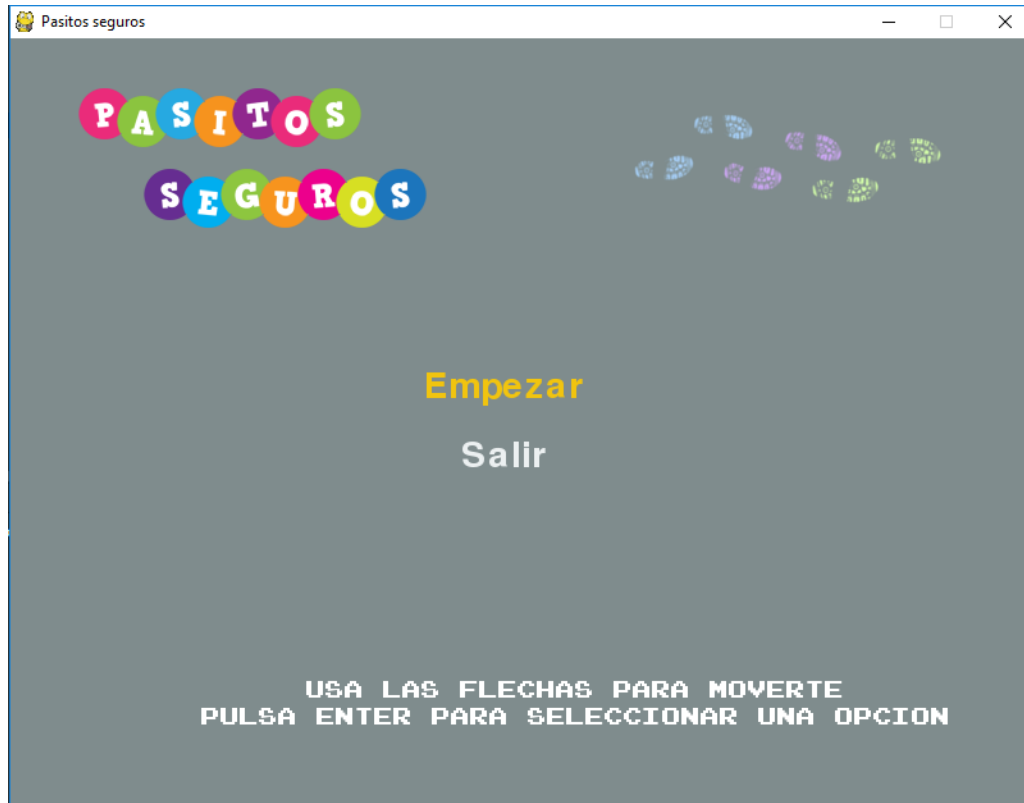 Pasitos seguros
PASITOS
SEGUROS
Empezar
Salir
USA LAS FLECHAS PARA MOVERTE
PULSA ENTER PARA SELECCIONAR UNA OPCION